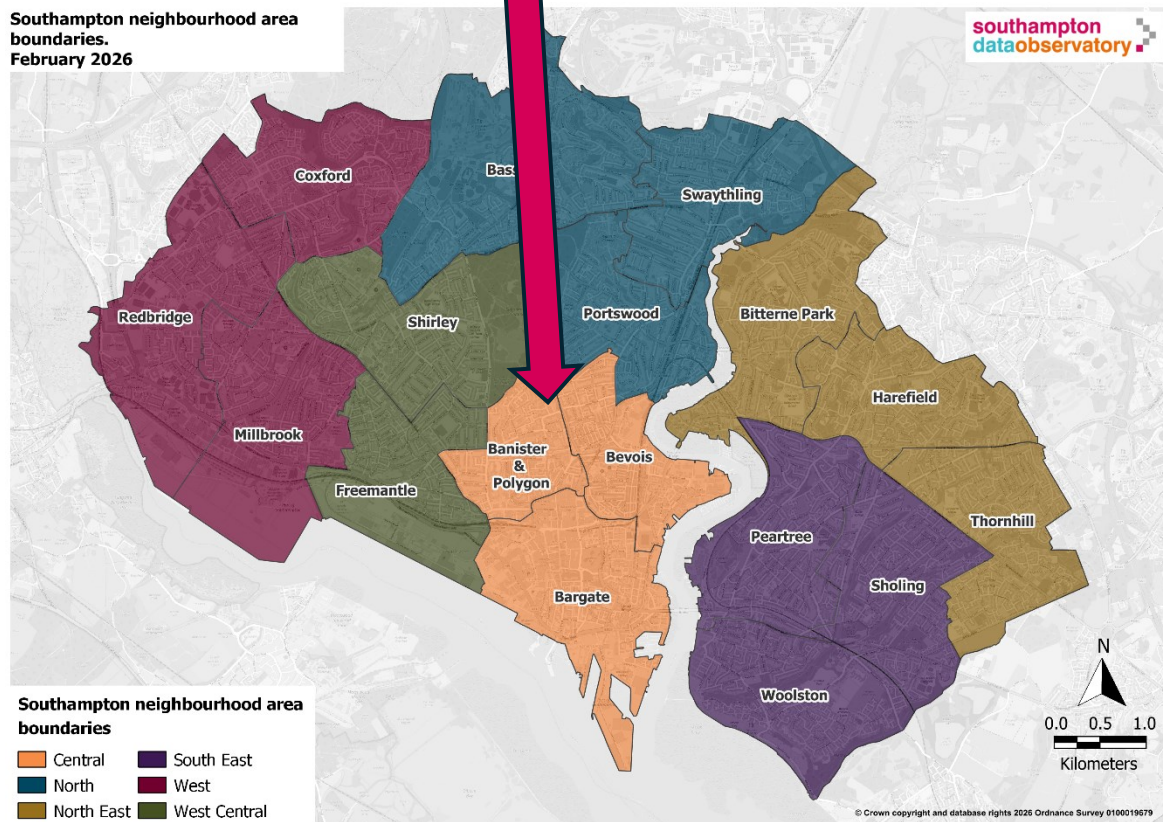 Southampton neighbourhood area
boundaries.
February 2026
southampton
dataobservatory
Coxford
Bass
Swaythling
Redbridge
Shirley
Portswood
Bitterne Park
Harefield
Millbrook
Banister
&
Polygon
Bevois
Freemantle
Thornhill
Peartree
Sholing
Bargate
Woolston
N
0.0 0.5 1.0
Kilometers
Southampton neighbourhood area
boundaries
Central
South East
North
West
North East
West Central
© Crown copyright and database rights 2026 Ordnance Survey 0100019679